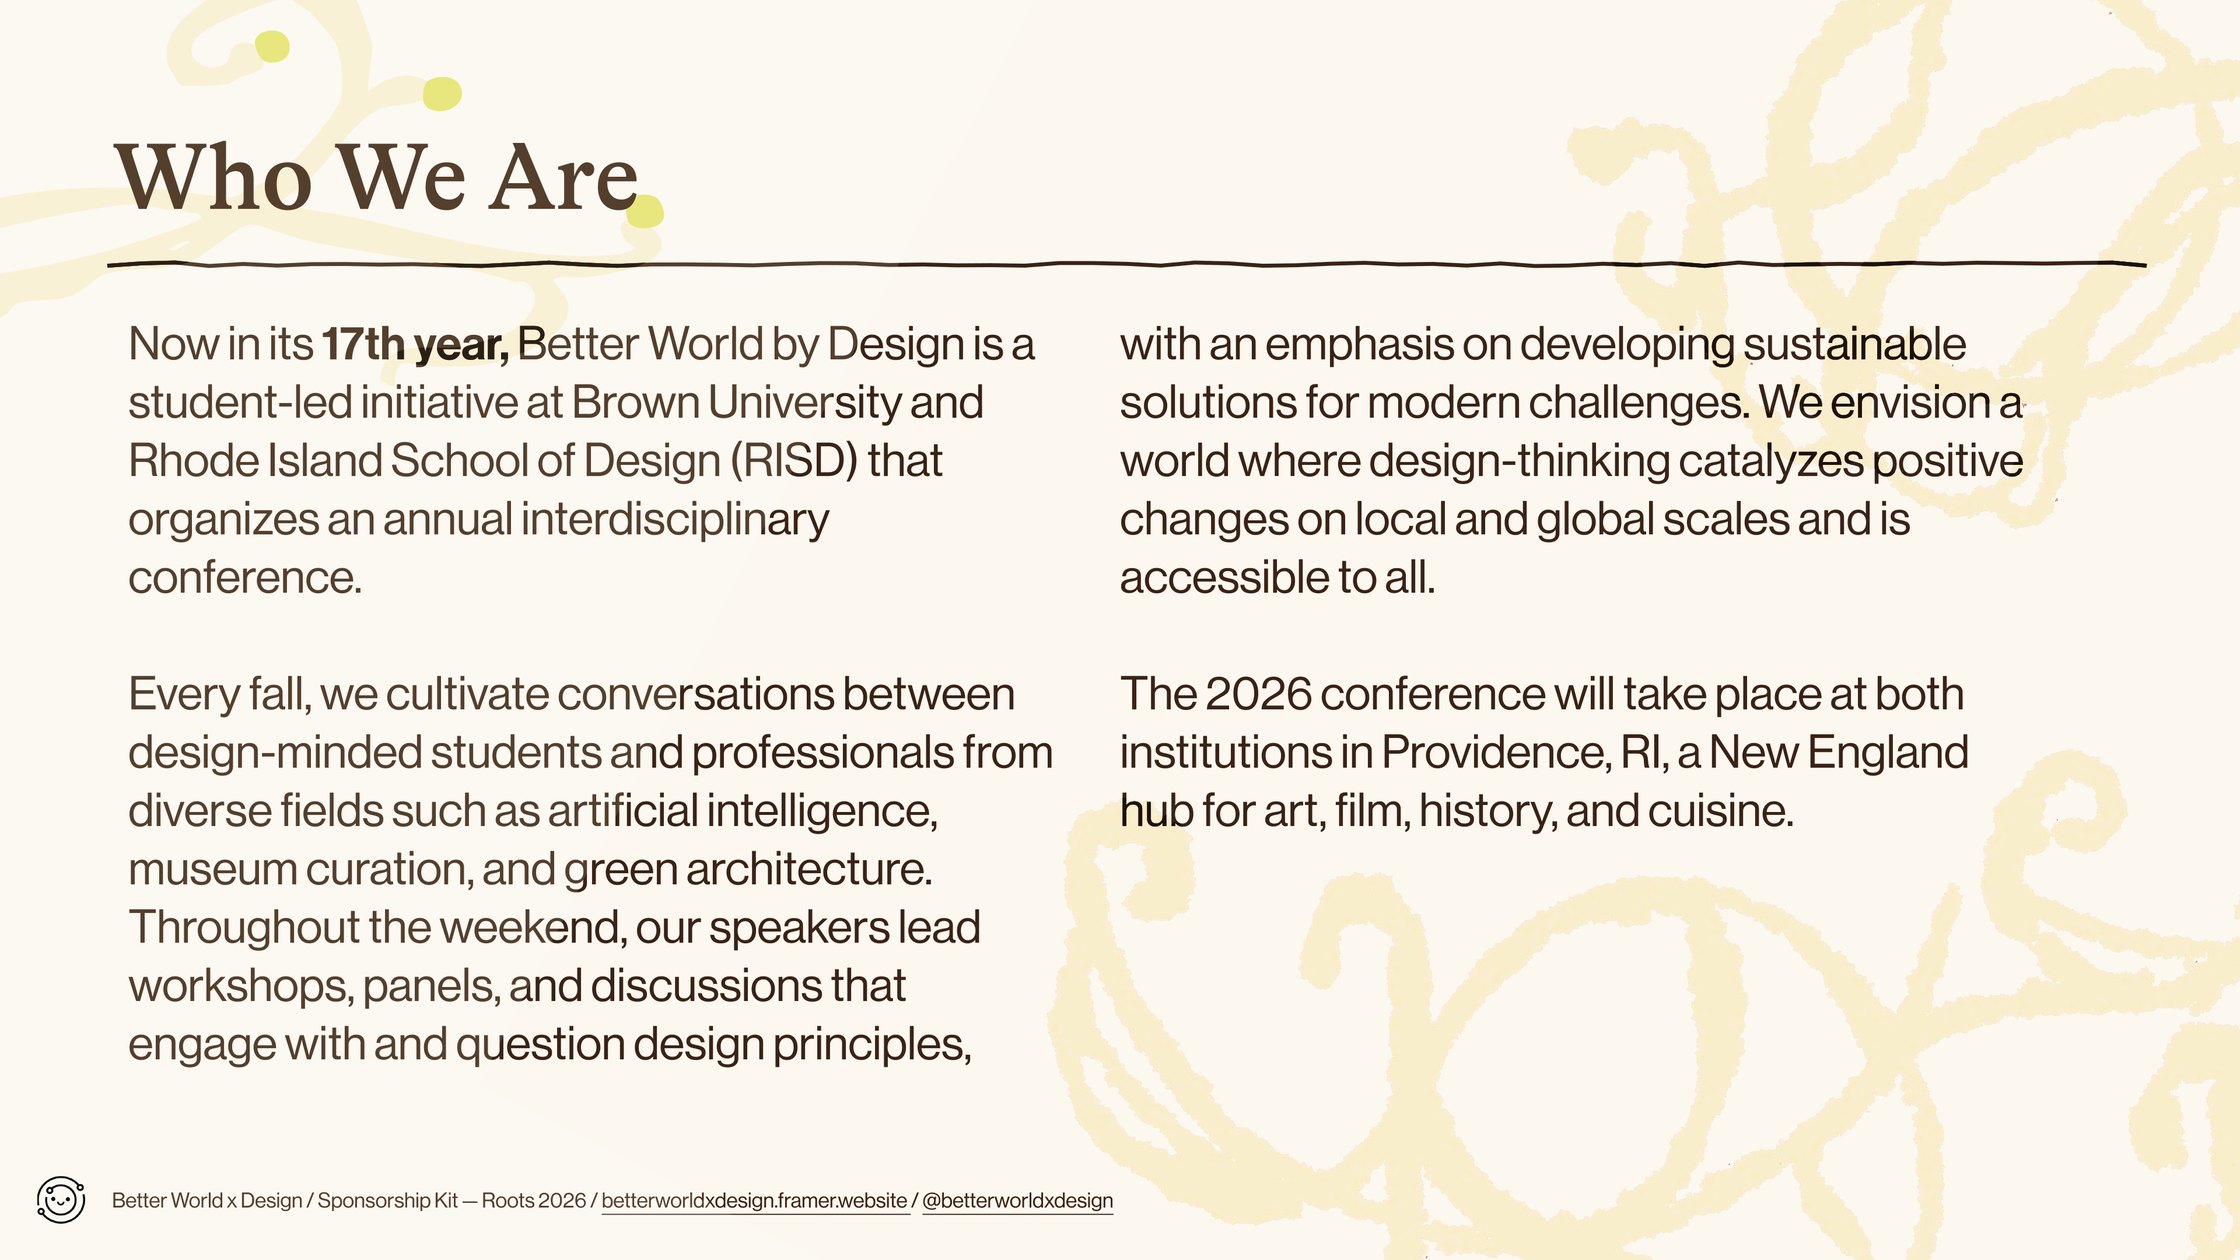 Who We Are
Now in its 17th year, Better World by Design is a
student-led initiative at Brown University and
Rhode Island School of Design (RISD) that
organizes an annual interdisciplinary
conference.
Every fall, we cultivate conversations between
design-minded students and professionals from
diverse fields such as artificial intelligence,
museum curation, and green architecture.
Throughout the weekend, our speakers lead
workshops, panels, and discussions that
engage with and question design principles,
with an emphasis on developing sustainable
solutions for modern challenges. We envision a
world where design-thinking catalyzes positive
changes on local and global scales and is
accessible to all.
The 2026 conference will take place at both
institutions in Providence, RI, a New England
hub for art, film, history, and cuisine.
Better World x Design / Sponsorship Kit — Roots 2026 / betterworldxdesign.framer.website / @betterworldxdesign